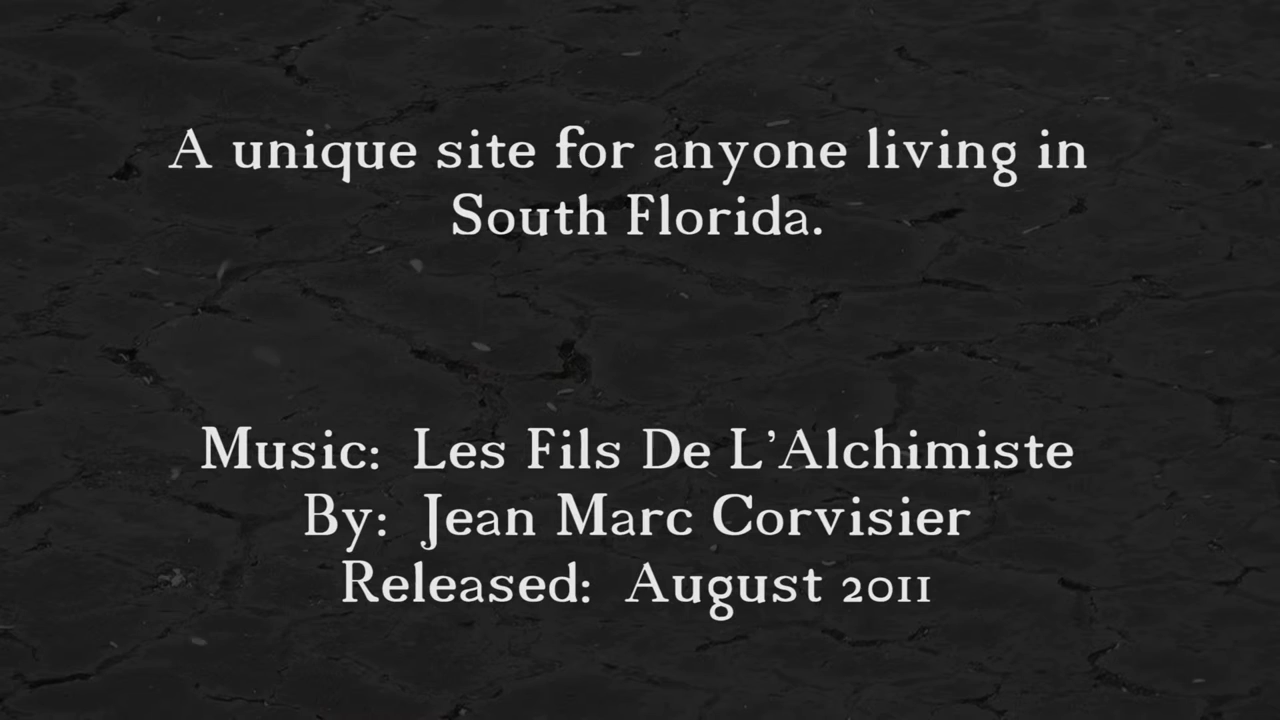 A unique site for anyone living in
South Florida.
Music: Les Fils De L'Alchimiste
By: Jean Marc Corvisier
Released: August 2011